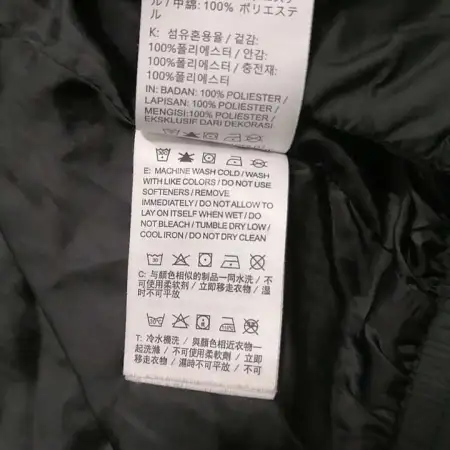 ル / 中綿: 100% ポリエステ
ル
K: 섬유혼용율 / 겉감:
100%폴리에스터 / 안감:
100%폴리에스터 / 충전재:
100%폴리에스터
IN: BADAN: 100% POLIESTER /
LAPISAN: 100% POLIESTER /
MENGISI:100% POLIESTER /
EKSKLUSIF DARI DEKORASI
E: MACHINE WASH COLD / WASH
WITH LIKE COLORS / DO NOT USE
SOFTENERS / REMOVE
IMMEDIATELY / DO NOT ALLOW TO
LAY ON ITSELF WHEN WET / DO
NOT BLEACH / TUMBLE DRY LOW /
COOL IRON / DO NOT DRY CLEAN
C: 与颜色相似的制品一同水洗 / 不
可使用柔软剂 / 立即移走衣物 / 湿
时不可平放
T: 冷水機洗 / 與顏色相近衣物一
起洗滌 / 不可使用柔軟劑 / 立即
移走衣物 / 濕時不可平放 / 不可